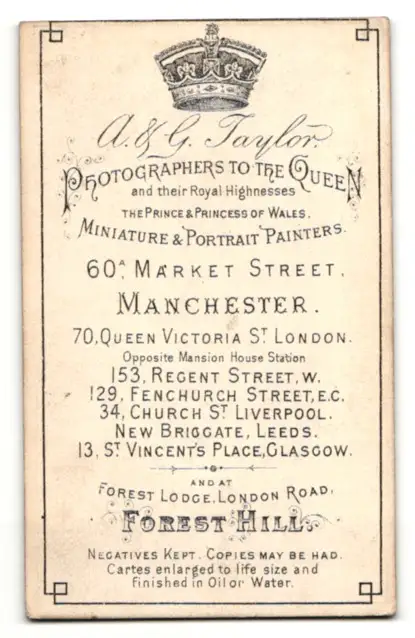 A. & G. Taylor.
PHOTOGRAPHERS TO THE QUEEN
and their Royal Highnesses
THE PRINCE & PRINCESS OF WALES.
MINIATURE & PORTRAIT PAINTERS.
60A MARKET STREET,
MANCHESTER.
70, QUEEN VICTORIA ST LONDON.
Opposite Mansion House Station
153, REGENT STREET, W.
129, FENCHURCH STREET, E.C.
34, CHURCH ST LIVERPOOL.
NEW BRIGGATE, LEEDS.
13, ST VINCENT'S PLACE, GLASGOW.
AND AT
FOREST LODGE, LONDON ROAD,
FOREST HILL.
NEGATIVES KEPT. COPIES MAY BE HAD.
Cartes enlarged to life size and
finished in Oil or Water.